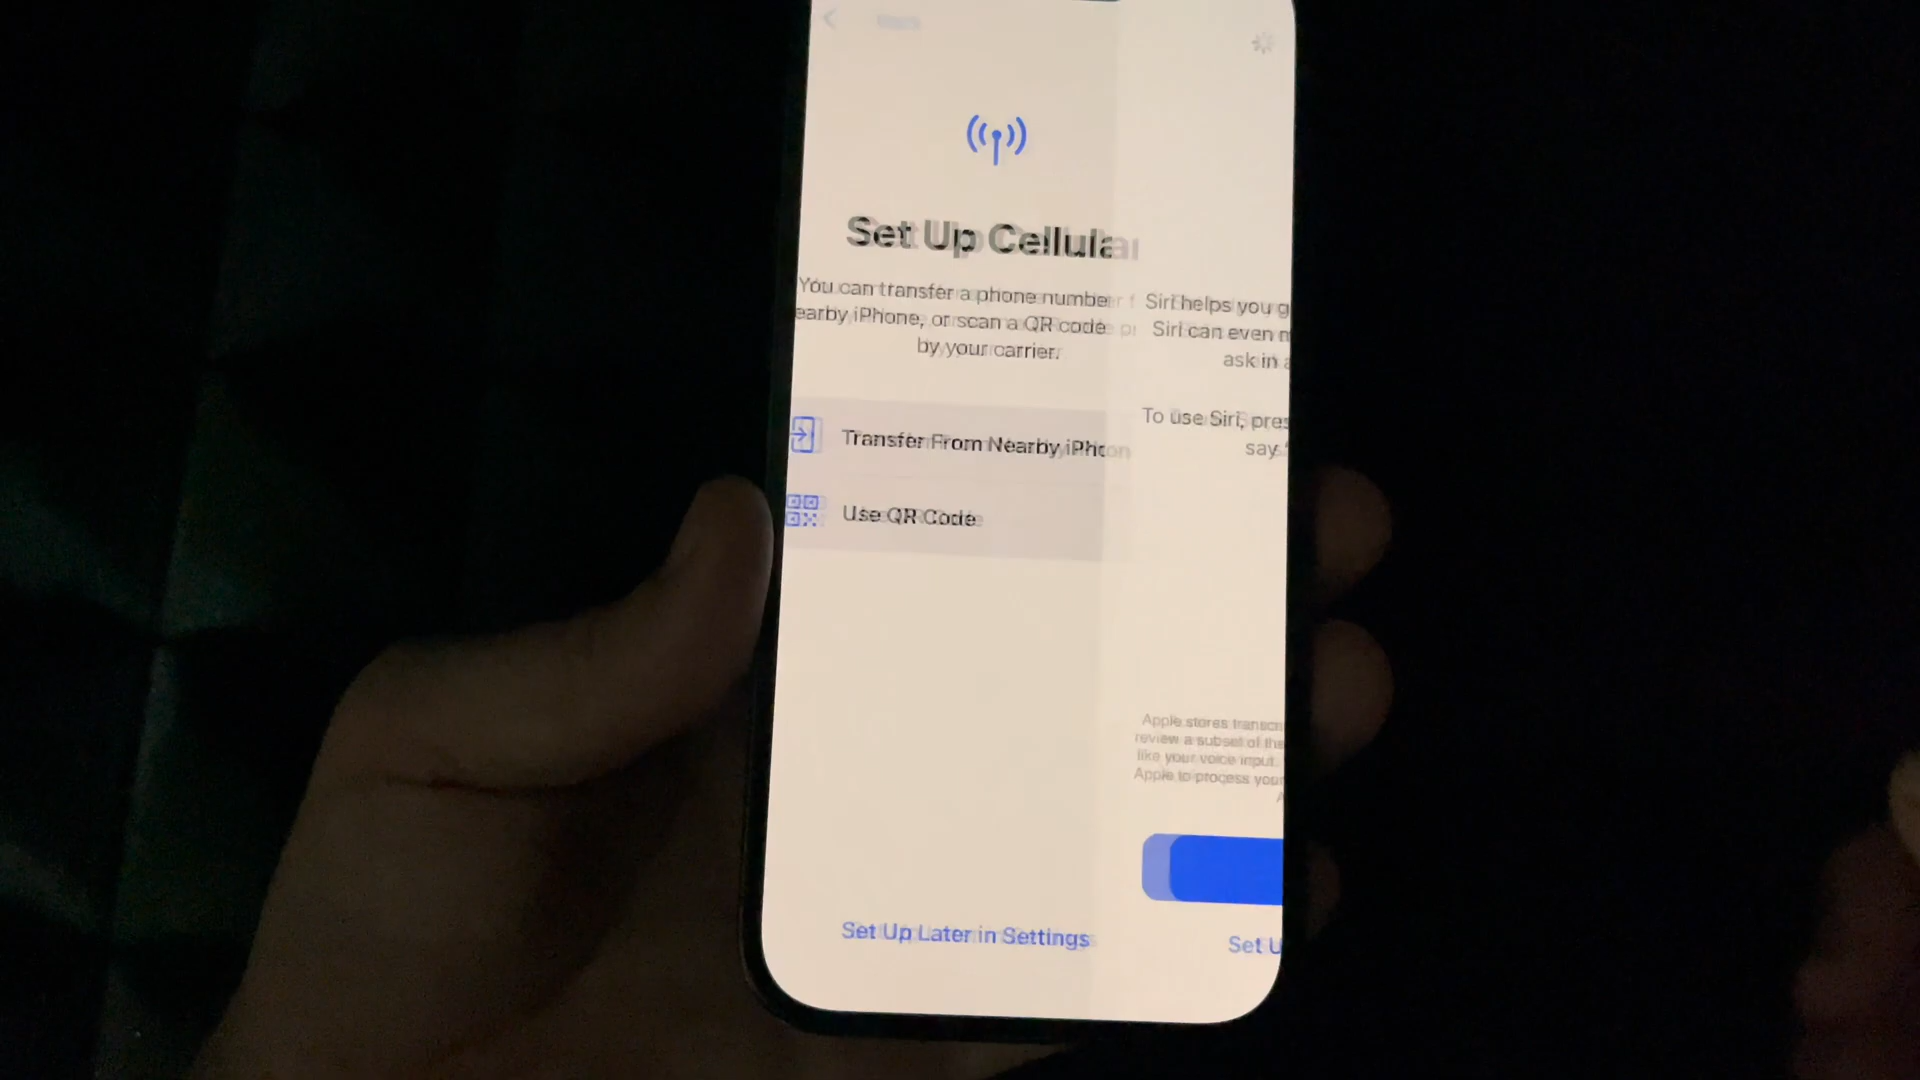 Set Up Cellular
You can transfer a phone number
earby iPhone, or scan a QR code
by your carrier.
Transfer From Nearby iPhon
Use QR Code
Set Up Later in Settings
Siri helps you g
Siri can even
ask in
To use Siri, pres
say
Apple stores transcri
review a subset of the
like your voice input.
Apple to process your
Set U